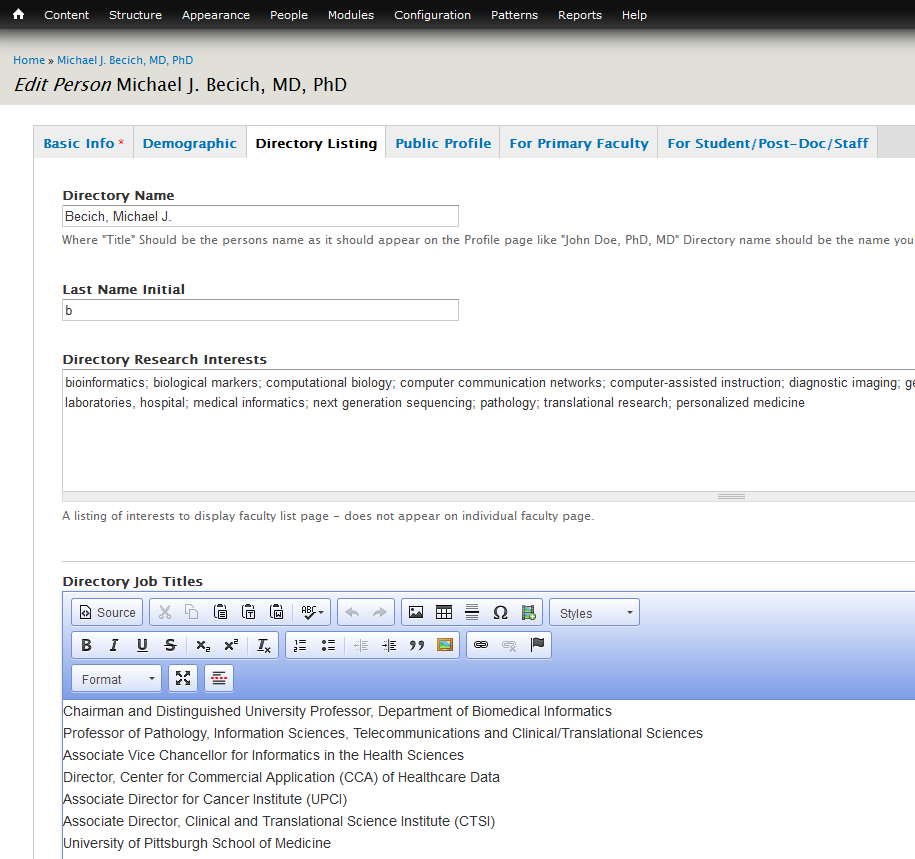 Content Structure Appearance People Modules Configuration Patterns Reports Help
Home » Michael J. Becich, MD, PhD
Edit Person Michael J. Becich, MD, PhD
Basic Info * Demographic Directory Listing Public Profile For Primary Faculty For Student/Post-Doc/Staff
Directory Name
Becich, Michael J.
Where "Title" Should be the persons name as it should appear on the Profile page like "John Doe, PhD, MD" Directory name should be the name you
Last Name Initial
b
Directory Research Interests
bioinformatics; biological markers; computational biology; computer communication networks; computer-assisted instruction; diagnostic imaging; ge
laboratories, hospital; medical informatics; next generation sequencing; pathology; translational research; personalized medicine
A listing of interests to display faculty list page - does not appear on individual faculty page.
Directory Job Titles
Source ABC Ω Styles
B I U S x₂ x² Tx
Format
Chairman and Distinguished University Professor, Department of Biomedical Informatics
Professor of Pathology, Information Sciences, Telecommunications and Clinical/Translational Sciences
Associate Vice Chancellor for Informatics in the Health Sciences
Director, Center for Commercial Application (CCA) of Healthcare Data
Associate Director for Cancer Institute (UPCI)
Associate Director, Clinical and Translational Science Institute (CTSI)
University of Pittsburgh School of Medicine